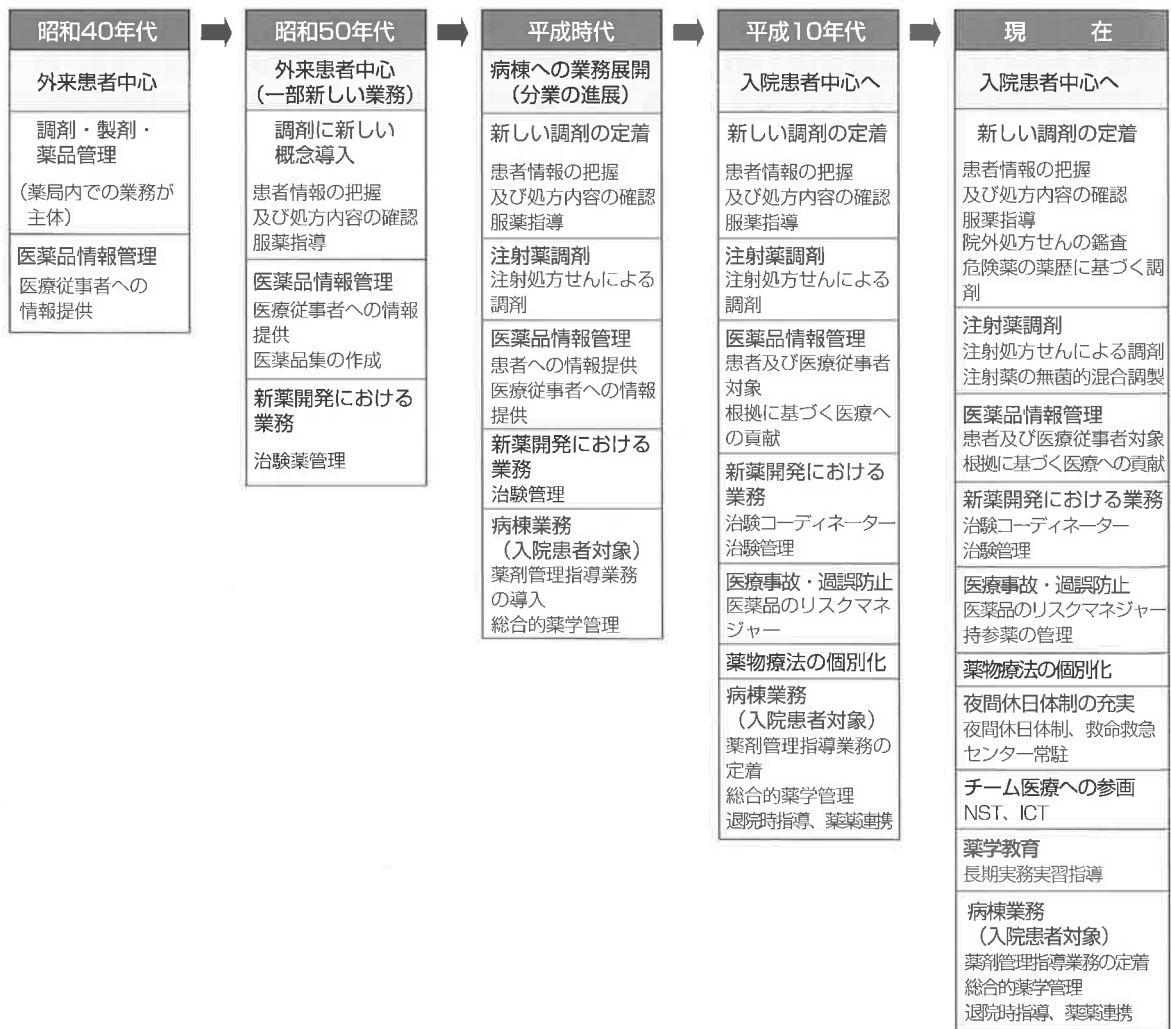 昭和40年代
外来患者中心
調剤・製剤・
薬品管理
(薬局内での業務が
主体)
医薬品情報管理
医療従事者への
情報提供
昭和50年代
外来患者中心
(一部新しい業務)
調剤に新しい
概念導入
患者情報の把握
及び処方内容の確認
服薬指導
医薬品情報管理
医療従事者への情報
提供
医薬品集の作成
新薬開発における
業務
治験薬管理
平成時代
病棟への業務展開
(分業の進展)
新しい調剤の定着
患者情報の把握
及び処方内容の確認
服薬指導
注射薬調剤
注射処方せんによる
調剤
医薬品情報管理
患者への情報提供
医療従事者への情報
提供
新薬開発における
業務
治験管理
病棟業務
(入院患者対象)
薬剤管理指導業務
の導入
総合的薬学管理
平成10年代
入院患者中心へ
新しい調剤の定着
患者情報の把握
及び処方内容の確認
服薬指導
注射薬調剤
注射処方せんによる
調剤
医薬品情報管理
患者及び医療従事者
対象
根拠に基づく医療へ
の貢献
新薬開発における
業務
治験コーディネーター
治験管理
医療事故・過誤防止
医薬品のリスクマネ
ジャー
薬物療法の個別化
病棟業務
(入院患者対象)
薬剤管理指導業務の
定着
総合的薬学管理
退院時指導、薬薬連携
現 在
入院患者中心へ
新しい調剤の定着
患者情報の把握
及び処方内容の確認
服薬指導
院外処方せんの鑑査
危険薬の薬歴に基づく調
剤
注射薬調剤
注射処方せんによる調剤
注射薬の無菌的混合調製
医薬品情報管理
患者及び医療従事者対象
根拠に基づく医療への貢献
新薬開発における業務
治験コーディネーター
治験管理
医療事故・過誤防止
医薬品のリスクマネジャー
持参薬の管理
薬物療法の個別化
夜間休日体制の充実
夜間休日体制、救命救急
センター常駐
チーム医療への参画
NST、ICT
薬学教育
長期実務実習指導
病棟業務
(入院患者対象)
薬剤管理指導業務の定着
総合的薬学管理
退院時指導、薬薬連携